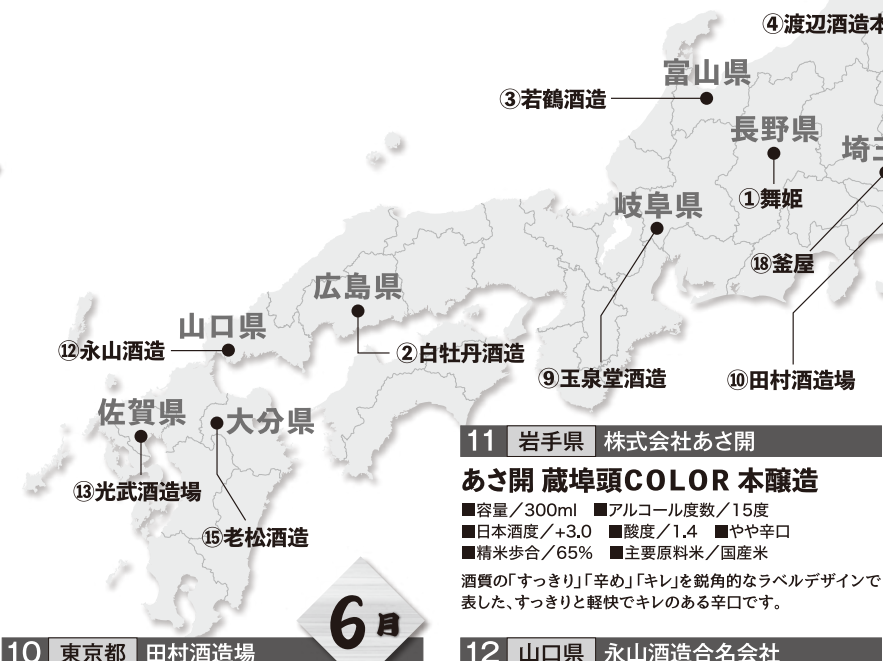 ④渡辺酒造本
富山県
③若鶴酒造
長野県
埼玉
①舞姫
岐阜県
⑱釜屋
広島県
山口県
⑫永山酒造
②白牡丹酒造
⑨玉泉堂酒造
⑩田村酒造場
佐賀県
大分県
⑬光武酒造場
⑮老松酒造
11 岩手県 株式会社あさ開
あさ開 蔵埠頭COLOR 本醸造
■容量／300ml ■アルコール度数／15度
■日本酒度／+3.0 ■酸度／1.4 ■やや辛口
■精米歩合／65% ■主要原料米／国産米
酒質の「すっきり」「辛め」「キレ」を鋭角的なラベルデザインで
表した、すっきりと軽快でキレのある辛口です。
6月
10 東京都 田村酒造場
12 山口県 永山酒造合名会社